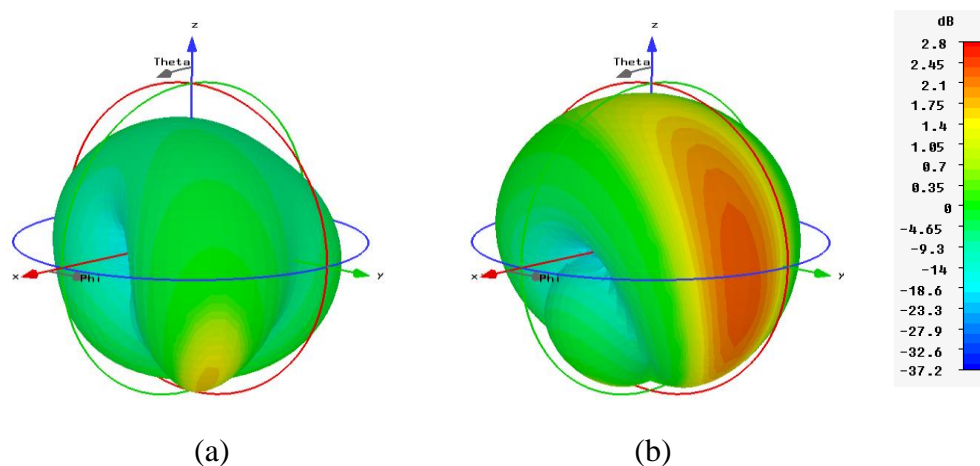 z
Theta
x
Phi
y
z
Theta
x
Phi
y
dB
2.8
2.45
2.1
1.75
1.4
1.05
0.7
0.35
0
-4.65
-9.3
-14
-18.6
-23.3
-27.9
-32.6
-37.2
(a)
(b)